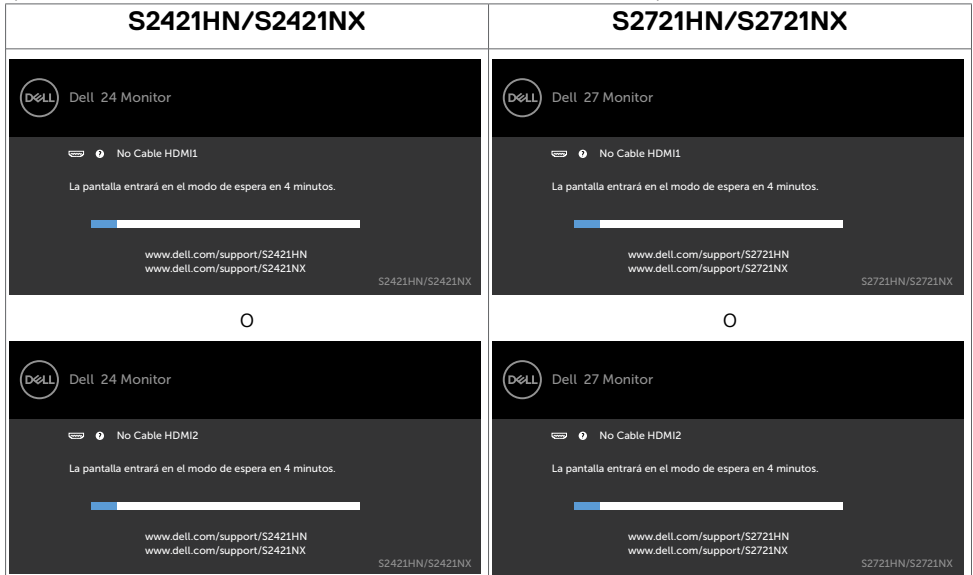 S2421HN/S2421NX
S2721HN/S2721NX
DELL
Dell 24 Monitor
No Cable HDMI1
La pantalla entrará en el modo de espera en 4 minutos.
www.dell.com/support/S2421HN
www.dell.com/support/S2421NX
S2421HN/S2421NX
DELL
Dell 27 Monitor
No Cable HDMI1
La pantalla entrará en el modo de espera en 4 minutos.
www.dell.com/support/S2721HN
www.dell.com/support/S2721NX
S2721HN/S2721NX
O
O
DELL
Dell 24 Monitor
No Cable HDMI2
La pantalla entrará en el modo de espera en 4 minutos.
www.dell.com/support/S2421HN
www.dell.com/support/S2421NX
S2421HN/S2421NX
DELL
Dell 27 Monitor
No Cable HDMI2
La pantalla entrará en el modo de espera en 4 minutos.
www.dell.com/support/S2721HN
www.dell.com/support/S2721NX
S2721HN/S2721NX